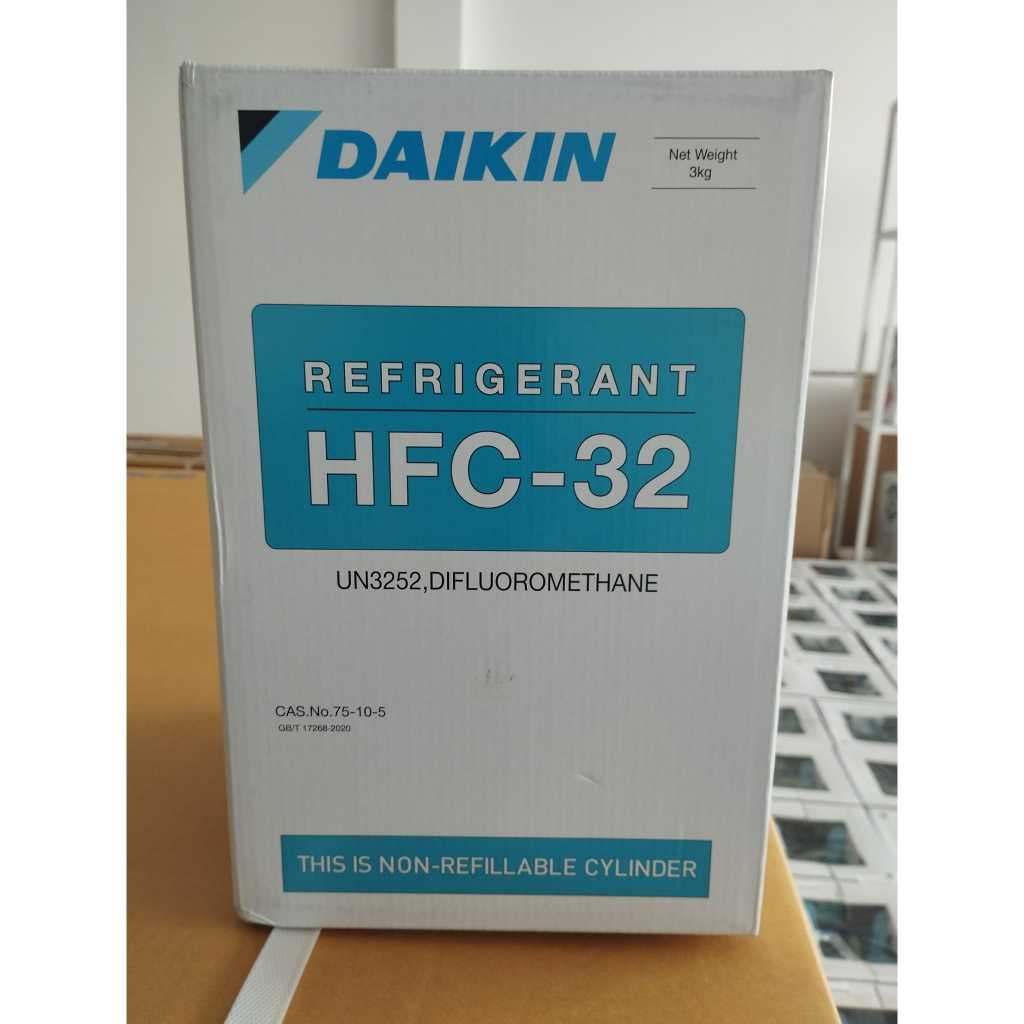 DAIKIN
Net Weight
3kg
REFRIGERANT
HFC-32
UN3252,DIFLUOROMETHANE
CAS.No.75-10-5
GB/T 17268-2020
THIS IS NON-REFILLABLE CYLINDER